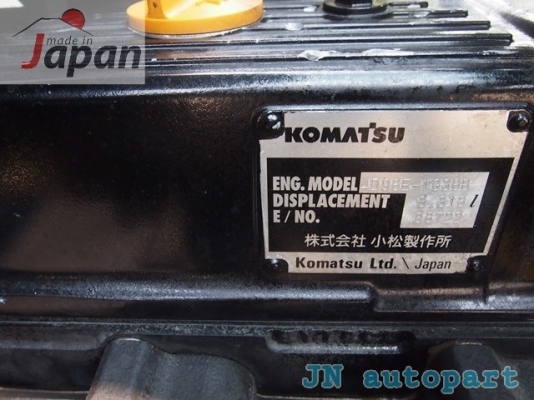 made in
Japan
KOMATSU
ENG. MODEL
DISPLACEMENT l
E / NO.
株式会社 小松製作所
Komatsu Ltd. \ Japan
JN autopart